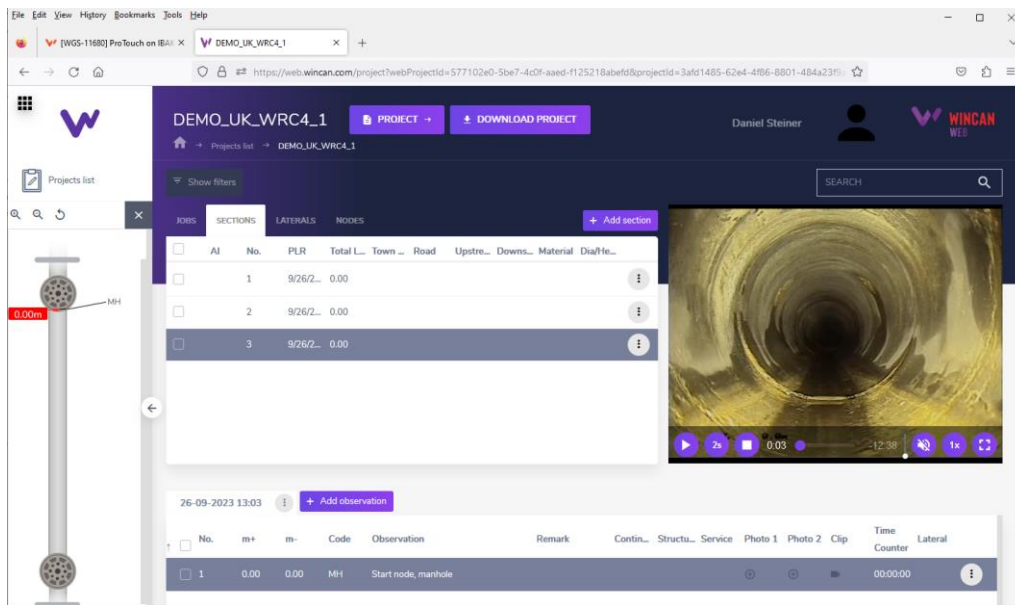 File Edit View History Bookmarks Tools Help
[WGS-11680] ProTouch on IBAK
DEMO_UK_WRC4_1
https://web.wincan.com/project?webProjectId=577102e0-5be7-4c0f-aaed-f125218abefd&projectId=3afd1485-62e4-4f86-8801-484a23f9
DEMO_UK_WRC4_1
PROJECT →
DOWNLOAD PROJECT
Daniel Steiner
WINCAN
WEB
→ Projects list → DEMO_UK_WRC4_1
Projects list
Show filters
SEARCH
JOBS SECTIONS LATERALS NODES
+ Add section
AI No. PLR Total L... Town ... Road Upstre... Downs... Material Dia/He...
1 9/26/2... 0.00
2 9/26/2... 0.00
3 9/26/2... 0.00
MH
0.00m
2s 0:03 -12:38 1x
26-09-2023 13:03
+ Add observation
No. m+ m- Code Observation Remark Contin... Structu... Service Photo 1 Photo 2 Clip Time Counter Lateral
1 0.00 0.00 MH Start node, manhole 00:00:00